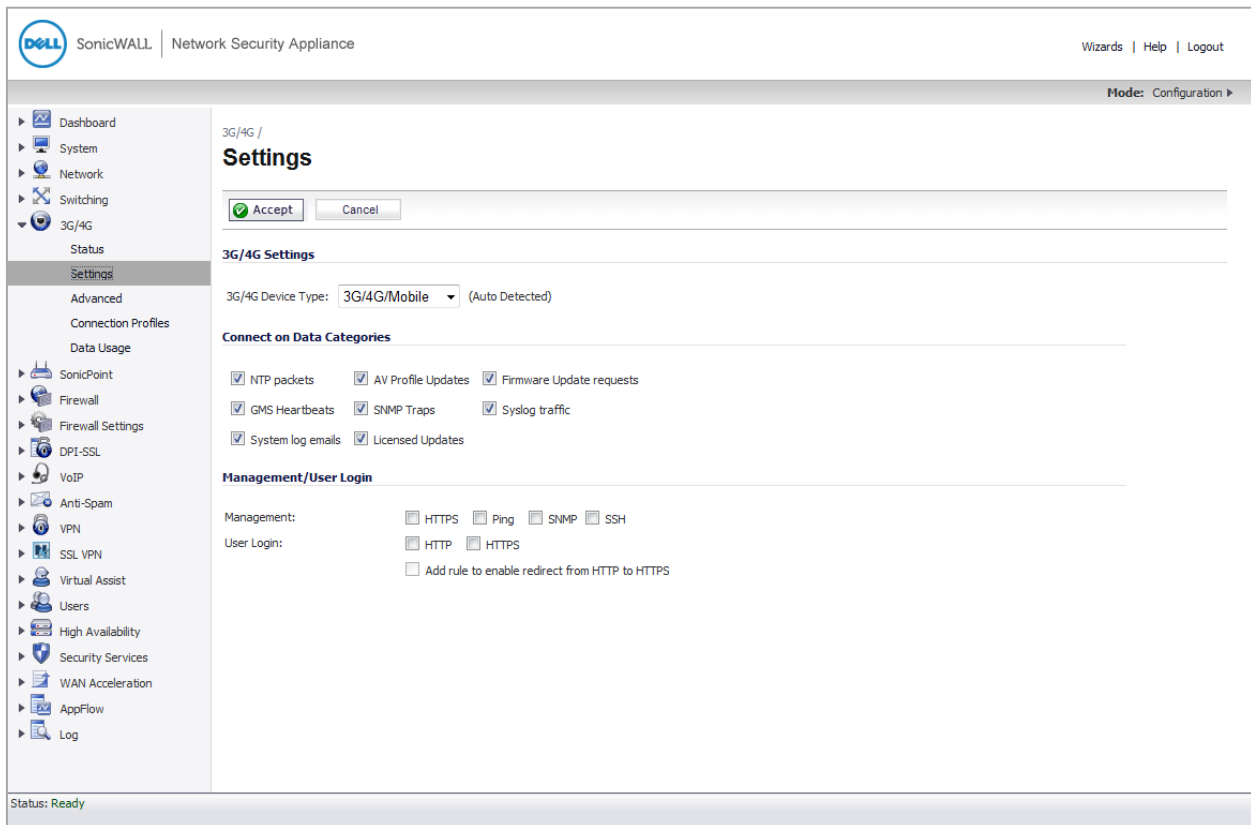 DELL SonicWALL | Network Security Appliance
Wizards | Help | Logout
Mode: Configuration
Dashboard
System
Network
Switching
3G/4G
Status
Settings
Advanced
Connection Profiles
Data Usage
SonicPoint
Firewall
Firewall Settings
DPI-SSL
VoIP
Anti-Spam
VPN
SSL VPN
Virtual Assist
Users
High Availability
Security Services
WAN Acceleration
AppFlow
Log
3G/4G /
Settings
Accept Cancel
3G/4G Settings
3G/4G Device Type: 3G/4G/Mobile (Auto Detected)
Connect on Data Categories
NTP packets AV Profile Updates Firmware Update requests
GMS Heartbeats SNMP Traps Syslog traffic
System log emails Licensed Updates
Management/User Login
Management: HTTPS Ping SNMP SSH
User Login: HTTP HTTPS
Add rule to enable redirect from HTTP to HTTPS
Status: Ready